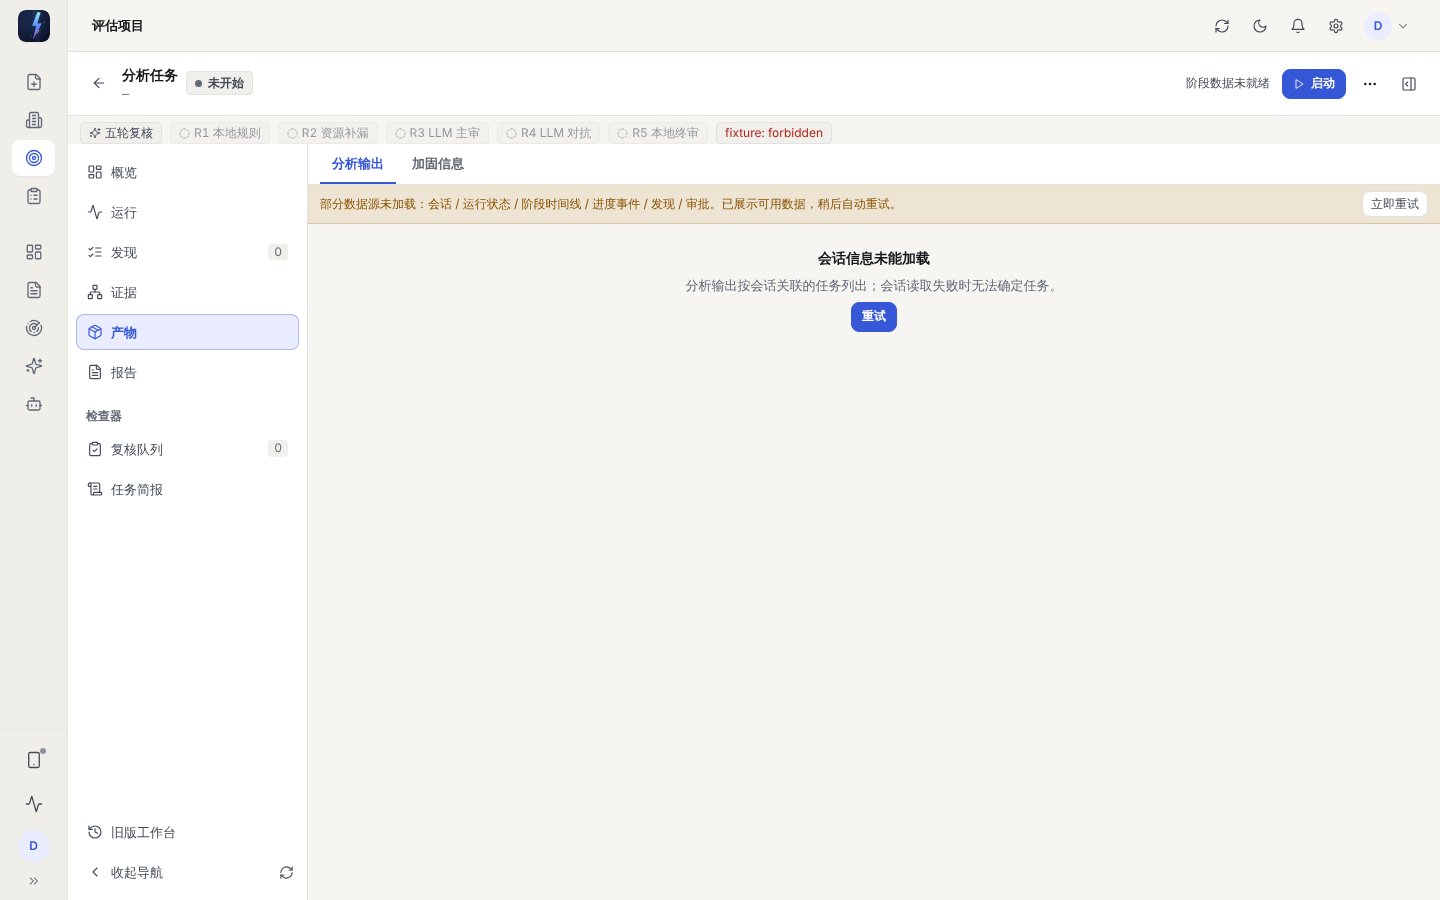 评估项目
D
分析任务
—
未开始
阶段数据未就绪
启动
五轮复核
R1 本地规则
R2 资源补漏
R3 LLM 主审
R4 LLM 对抗
R5 本地终审
fixture: forbidden
概览
运行
发现
0
证据
产物
报告
检查器
复核队列
0
任务简报
旧版工作台
收起导航
分析输出
加固信息
部分数据源未加载：会话 / 运行状态 / 阶段时间线 / 进度事件 / 发现 / 审批。已展示可用数据，稍后自动重试。
立即重试
会话信息未能加载
分析输出按会话关联的任务列出；会话读取失败时无法确定任务。
重试
D